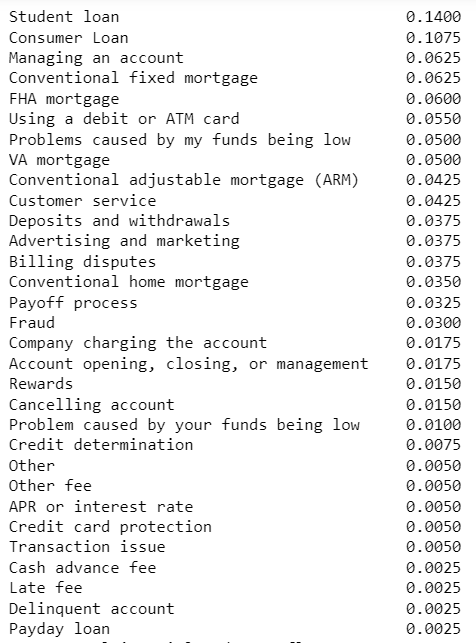 Student loan 0.1400
Consumer Loan 0.1075
Managing an account 0.0625
Conventional fixed mortgage 0.0625
FHA mortgage 0.0600
Using a debit or ATM card 0.0550
Problems caused by my funds being low 0.0500
VA mortgage 0.0500
Conventional adjustable mortgage (ARM) 0.0425
Customer service 0.0425
Deposits and withdrawals 0.0375
Advertising and marketing 0.0375
Billing disputes 0.0375
Conventional home mortgage 0.0350
Payoff process 0.0325
Fraud 0.0300
Company charging the account 0.0175
Account opening, closing, or management 0.0175
Rewards 0.0150
Cancelling account 0.0150
Problem caused by your funds being low 0.0100
Credit determination 0.0075
Other 0.0050
Other fee 0.0050
APR or interest rate 0.0050
Credit card protection 0.0050
Transaction issue 0.0050
Cash advance fee 0.0025
Late fee 0.0025
Delinquent account 0.0025
Payday loan 0.0025